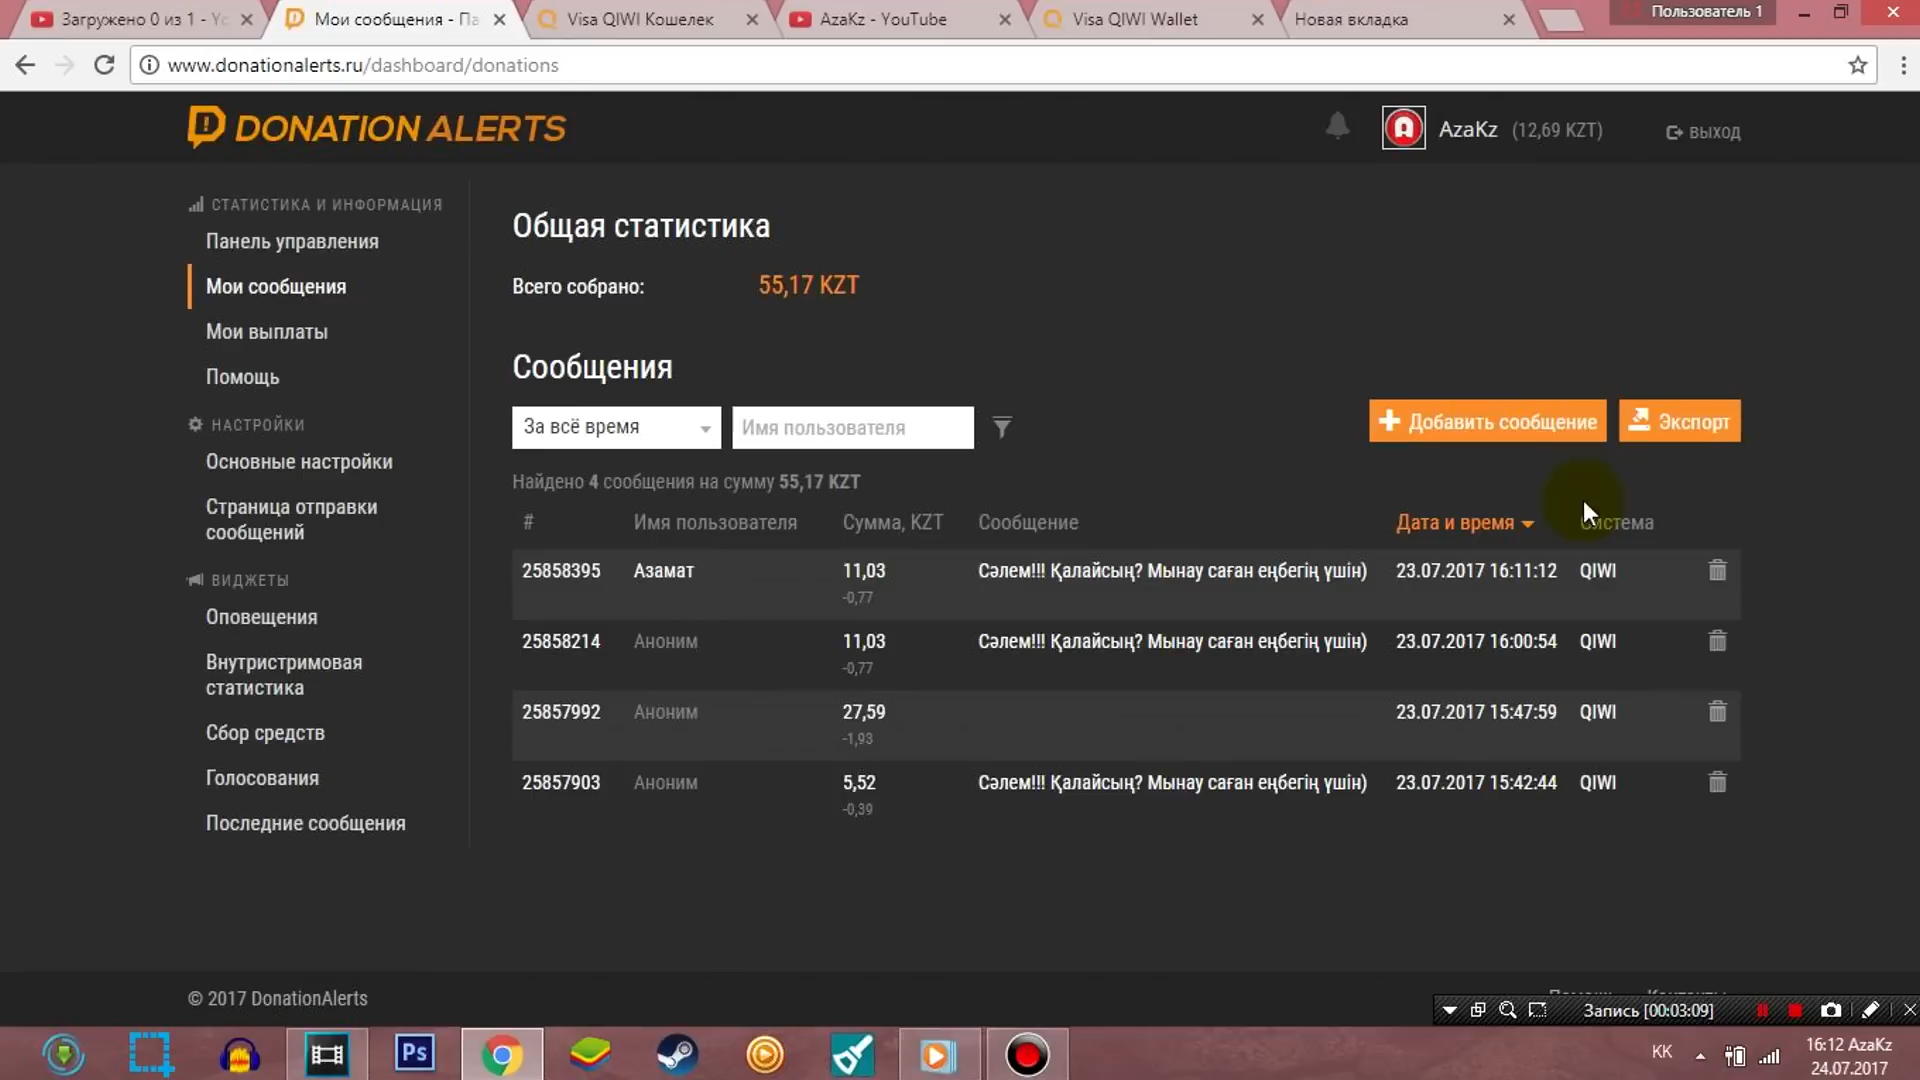 Загружено 0 из 1 - Yo
Мои сообщения - Па
Visa QIWI Кошелек
AzaKz - YouTube
Visa QIWI Wallet
Новая вкладка
Пользователь 1
www.donationalerts.ru/dashboard/donations
DONATION ALERTS
AzaKz (12,69 KZT)
ВЫХОД
СТАТИСТИКА И ИНФОРМАЦИЯ
Панель управления
Мои сообщения
Мои выплаты
Помощь
НАСТРОЙКИ
Основные настройки
Страница отправки
сообщений
ВИДЖЕТЫ
Оповещения
Внутристримовая
статистика
Сбор средств
Голосования
Последние сообщения
Общая статистика
Всего собрано: 55,17 KZT
Сообщения
За всё время
Имя пользователя
Добавить сообщение
Экспорт
Найдено 4 сообщения на сумму 55,17 KZT
# Имя пользователя Сумма, KZT Сообщение Дата и время Система
25858395 Азамат 11,03 Сәлем!!! Қалайсың? Мынау саған еңбегің үшін) 23.07.2017 16:11:12 QIWI
-0,77
25858214 Аноним 11,03 Сәлем!!! Қалайсың? Мынау саған еңбегің үшін) 23.07.2017 16:00:54 QIWI
-0,77
25857992 Аноним 27,59 23.07.2017 15:47:59 QIWI
-1,93
25857903 Аноним 5,52 Сәлем!!! Қалайсың? Мынау саған еңбегің үшін) 23.07.2017 15:42:44 QIWI
-0,39
© 2017 DonationAlerts
Запись [00:03:09]
Ps
KK
16:12 AzaKz
24.07.2017